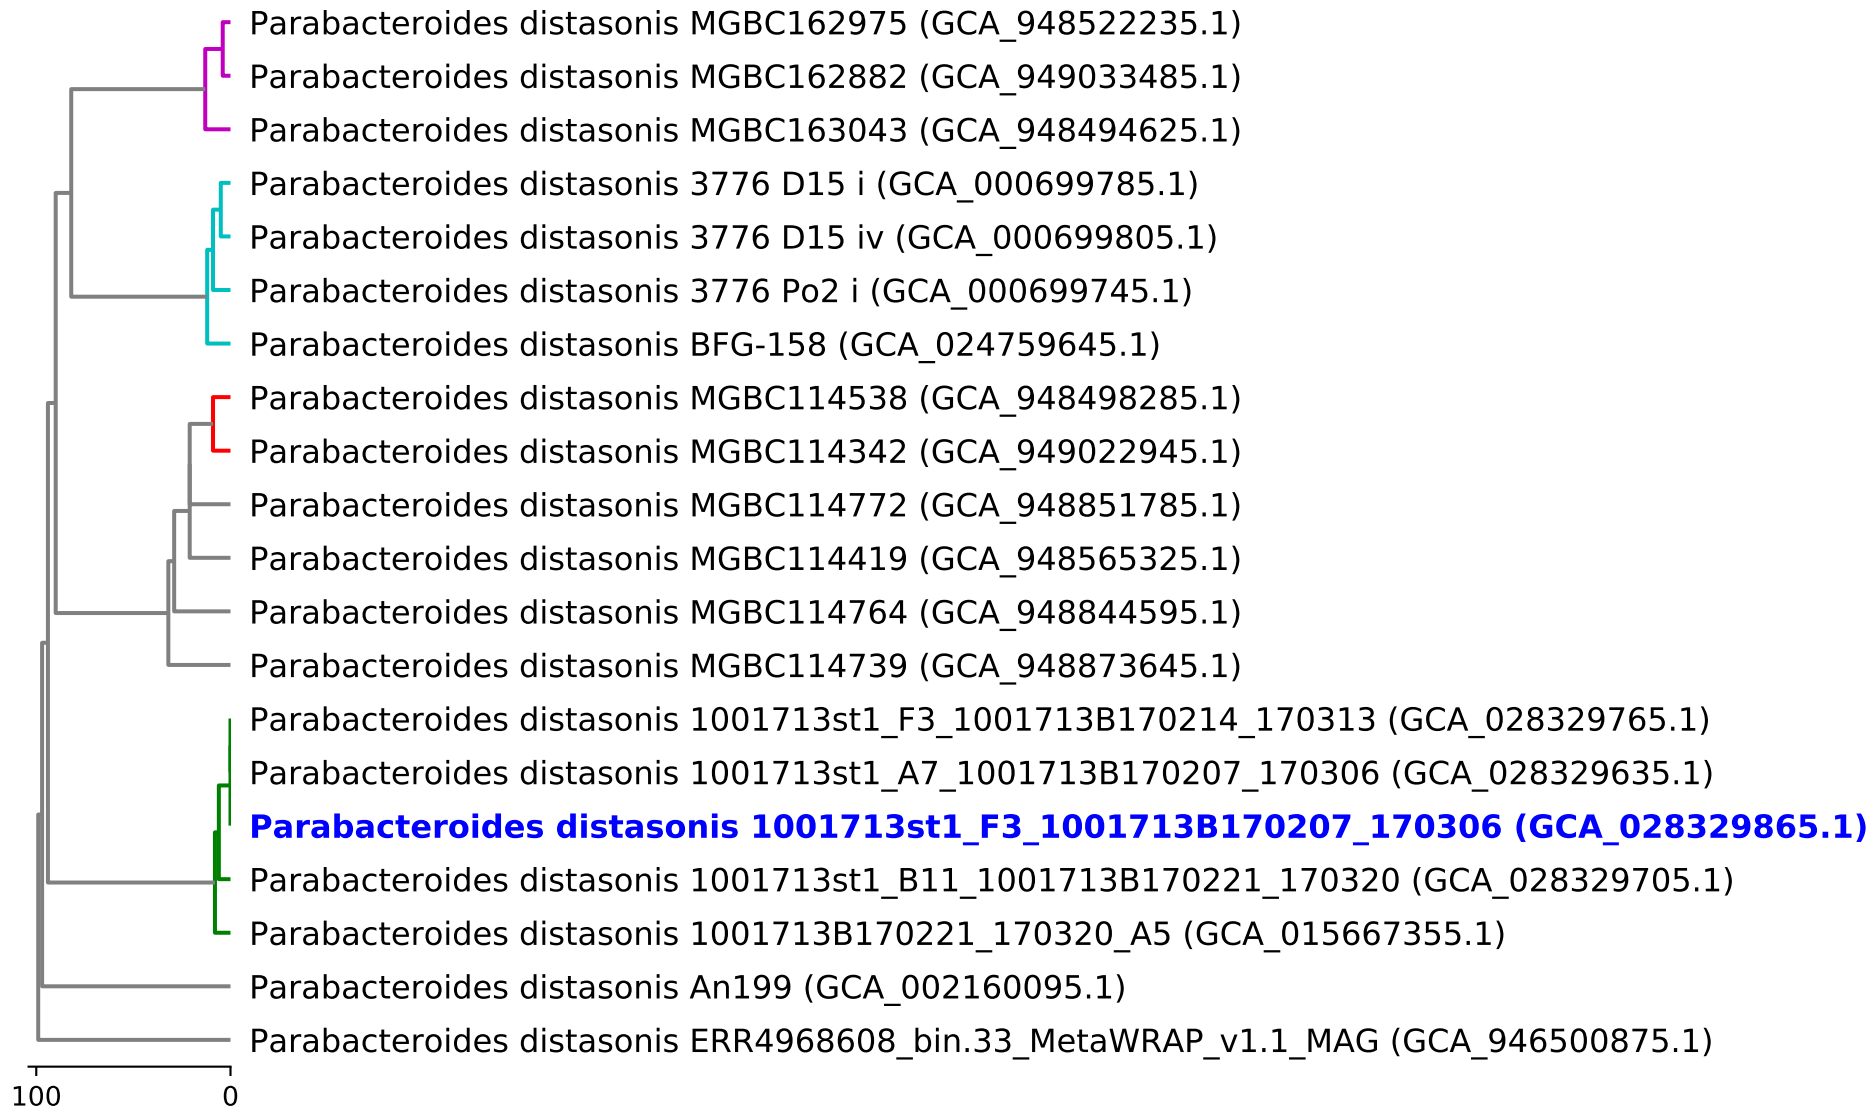 Parabacteroides distasonis MGBC162975 (GCA_948522235.1)
Parabacteroides distasonis MGBC162882 (GCA_949033485.1)
Parabacteroides distasonis MGBC163043 (GCA_948494625.1)
Parabacteroides distasonis 3776 D15 i (GCA_000699785.1)
Parabacteroides distasonis 3776 D15 iv (GCA_000699805.1)
Parabacteroides distasonis 3776 Po2 i (GCA_000699745.1)
Parabacteroides distasonis BFG-158 (GCA_024759645.1)
Parabacteroides distasonis MGBC114538 (GCA_948498285.1)
Parabacteroides distasonis MGBC114342 (GCA_949022945.1)
Parabacteroides distasonis MGBC114772 (GCA_948851785.1)
Parabacteroides distasonis MGBC114419 (GCA_948565325.1)
Parabacteroides distasonis MGBC114764 (GCA_948844595.1)
Parabacteroides distasonis MGBC114739 (GCA_948873645.1)
Parabacteroides distasonis 1001713st1_F3_1001713B170214_170313 (GCA_028329765.1)
Parabacteroides distasonis 1001713st1_A7_1001713B170207_170306 (GCA_028329635.1)
Parabacteroides distasonis 1001713st1_F3_1001713B170207_170306 (GCA_028329865.1)
Parabacteroides distasonis 1001713st1_B11_1001713B170221_170320 (GCA_028329705.1)
Parabacteroides distasonis 1001713B170221_170320_A5 (GCA_015667355.1)
Parabacteroides distasonis An199 (GCA_002160095.1)
Parabacteroides distasonis ERR4968608_bin.33_MetaWRAP_v1.1_MAG (GCA_946500875.1)
100 0